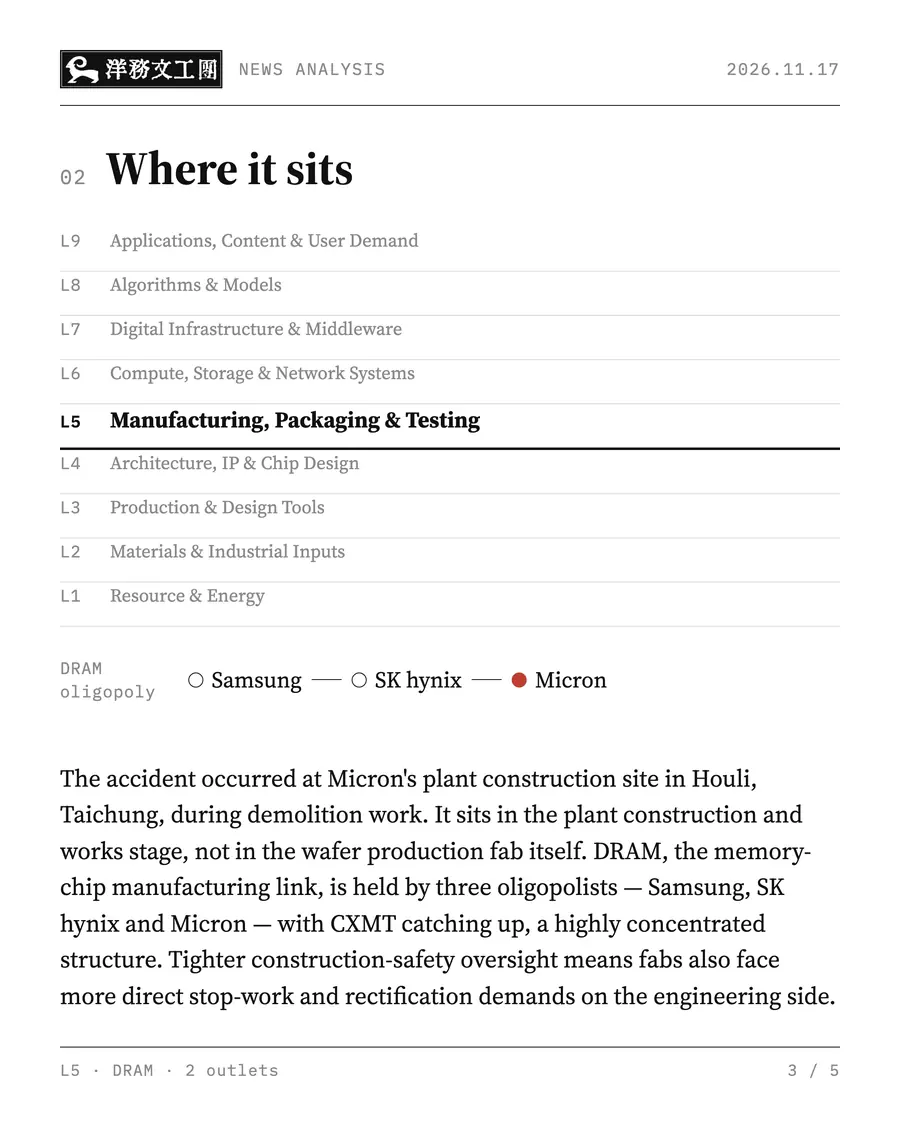 洋務文工團 NEWS ANALYSIS 2026.11.17
02 Where it sits
L9 Applications, Content & User Demand
L8 Algorithms & Models
L7 Digital Infrastructure & Middleware
L6 Compute, Storage & Network Systems
L5 Manufacturing, Packaging & Testing
L4 Architecture, IP & Chip Design
L3 Production & Design Tools
L2 Materials & Industrial Inputs
L1 Resource & Energy
DRAM
oligopoly
Samsung — SK hynix — Micron
The accident occurred at Micron's plant construction site in Houli,
Taichung, during demolition work. It sits in the plant construction and
works stage, not in the wafer production fab itself. DRAM, the memory-
chip manufacturing link, is held by three oligopolists — Samsung, SK
hynix and Micron — with CXMT catching up, a highly concentrated
structure. Tighter construction-safety oversight means fabs also face
more direct stop-work and rectification demands on the engineering side.
L5 · DRAM · 2 outlets 3 / 5